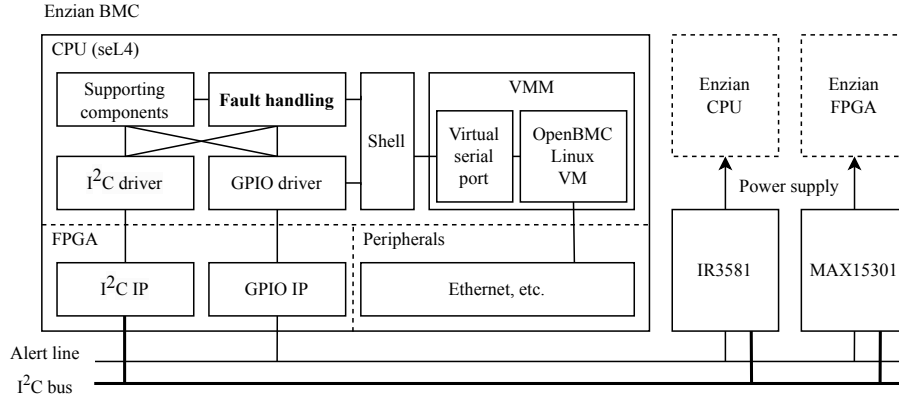 Enzian BMC
CPU (seL4)
Supporting
components
Fault handling
Shell
VMM
Virtual
serial
port
OpenBMC
Linux
VM
I²C driver
GPIO driver
FPGA
Peripherals
I²C IP
GPIO IP
Ethernet, etc.
Enzian
CPU
Enzian
FPGA
Power supply
IR3581
MAX15301
Alert line
I²C bus